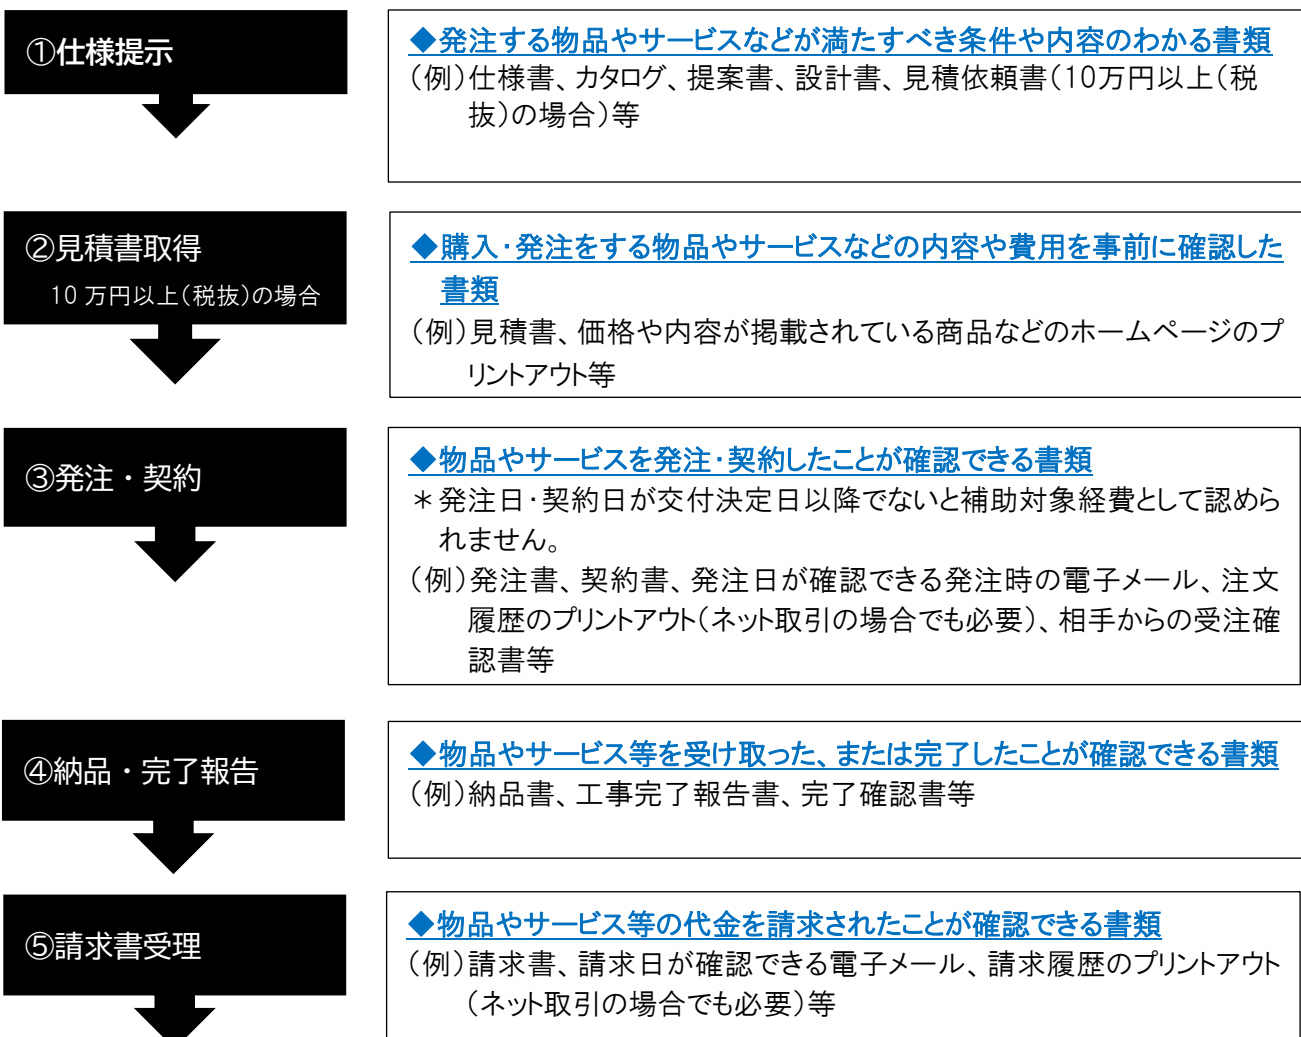 ①仕様提示
◆発注する物品やサービスなどが満たすべき条件や内容のわかる書類
（例）仕様書、カタログ、提案書、設計書、見積依頼書（10万円以上（税
抜）の場合）等
②見積書取得
10万円以上（税抜）の場合
◆購入・発注をする物品やサービスなどの内容や費用を事前に確認した
書類
（例）見積書、価格や内容が掲載されている商品などのホームページのプ
リントアウト等
③発注・契約
◆物品やサービスを発注・契約したことが確認できる書類
＊発注日・契約日が交付決定日以降でないと補助対象経費として認めら
れません。
（例）発注書、契約書、発注日が確認できる発注時の電子メール、注文
履歴のプリントアウト（ネット取引の場合でも必要）、相手からの受注確
認書等
④納品・完了報告
◆物品やサービス等を受け取った、または完了したことが確認できる書類
（例）納品書、工事完了報告書、完了確認書等
⑤請求書受理
◆物品やサービス等の代金を請求されたことが確認できる書類
（例）請求書、請求日が確認できる電子メール、請求履歴のプリントアウト
（ネット取引の場合でも必要）等